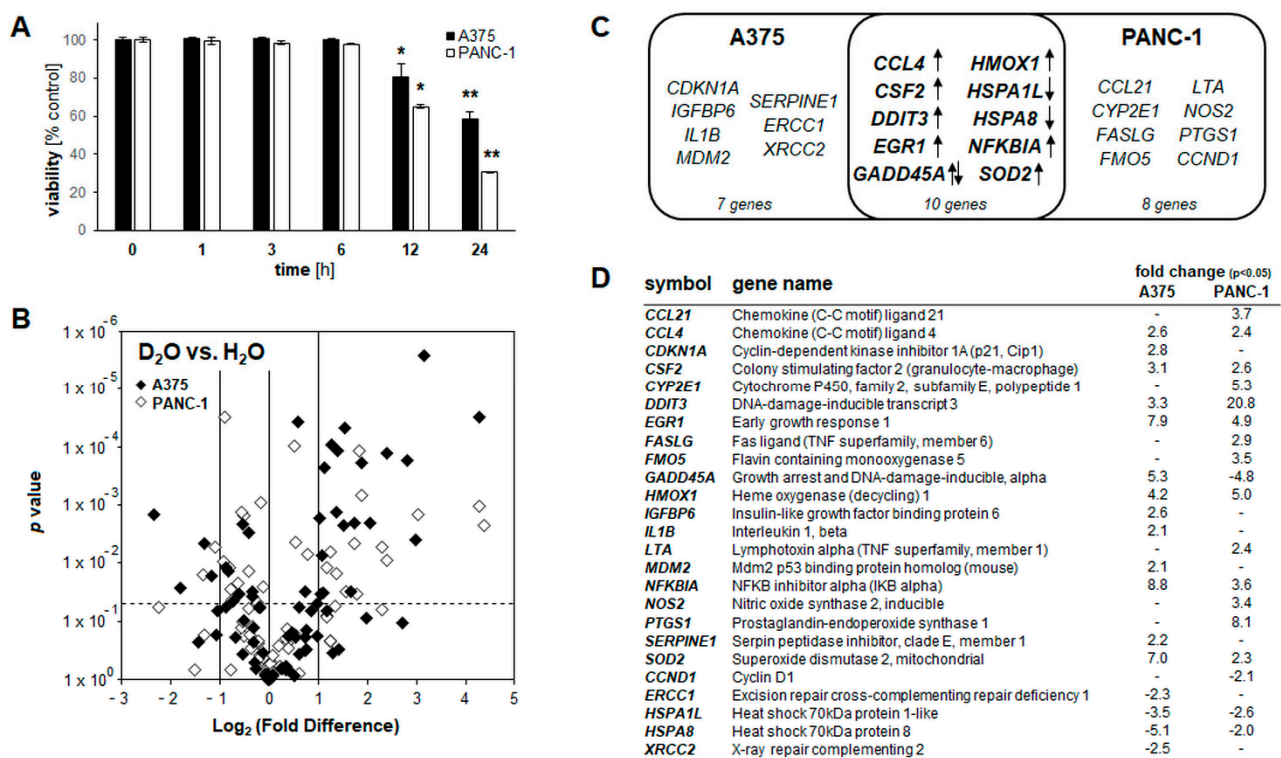 A
100
80
60
40
20
0
viability [% control]
A375
PANC-1
*
*
**
**
0 1 3 6 12 24
time [h]
B
1 x 10⁻⁶
1 x 10⁻⁵
1 x 10⁻⁴
1 x 10⁻³
1 x 10⁻²
1 x 10⁻¹
1 x 10⁰
p value
D₂O vs. H₂O
A375
PANC-1
−3 −2 −1 0 1 2 3 4 5
Log₂ (Fold Difference)
C
A375
CDKN1A
IGFBP6
IL1B
MDM2
SERPINE1
ERCC1
XRCC2
7 genes
CCL4 ↑ HMOX1 ↑
CSF2 ↑ HSPA1L ↓
DDIT3 ↑ HSPA8 ↓
EGR1 ↑ NFKBIA ↑
GADD45A ↑↓ SOD2 ↑
10 genes
PANC-1
CCL21 LTA
CYP2E1 NOS2
FASLG PTGS1
FMO5 CCND1
8 genes
D
fold change (p<0.05)
symbol gene name A375 PANC-1
CCL21 Chemokine (C-C motif) ligand 21 - 3.7
CCL4 Chemokine (C-C motif) ligand 4 2.6 2.4
CDKN1A Cyclin-dependent kinase inhibitor 1A (p21, Cip1) 2.8 -
CSF2 Colony stimulating factor 2 (granulocyte-macrophage) 3.1 2.6
CYP2E1 Cytochrome P450, family 2, subfamily E, polypeptide 1 - 5.3
DDIT3 DNA-damage-inducible transcript 3 3.3 20.8
EGR1 Early growth response 1 7.9 4.9
FASLG Fas ligand (TNF superfamily, member 6) - 2.9
FMO5 Flavin containing monooxygenase 5 - 3.5
GADD45A Growth arrest and DNA-damage-inducible, alpha 5.3 -4.8
HMOX1 Heme oxygenase (decycling) 1 4.2 5.0
IGFBP6 Insulin-like growth factor binding protein 6 2.6 -
IL1B Interleukin 1, beta 2.1 -
LTA Lymphotoxin alpha (TNF superfamily, member 1) - 2.4
MDM2 Mdm2 p53 binding protein homolog (mouse) 2.1 -
NFKBIA NFKB inhibitor alpha (IKB alpha) 8.8 3.6
NOS2 Nitric oxide synthase 2, inducible - 3.4
PTGS1 Prostaglandin-endoperoxide synthase 1 - 8.1
SERPINE1 Serpin peptidase inhibitor, clade E, member 1 2.2 -
SOD2 Superoxide dismutase 2, mitochondrial 7.0 2.3
CCND1 Cyclin D1 - -2.1
ERCC1 Excision repair cross-complementing repair deficiency 1 -2.3 -
HSPA1L Heat shock 70kDa protein 1-like -3.5 -2.6
HSPA8 Heat shock 70kDa protein 8 -5.1 -2.0
XRCC2 X-ray repair complementing 2 -2.5 -